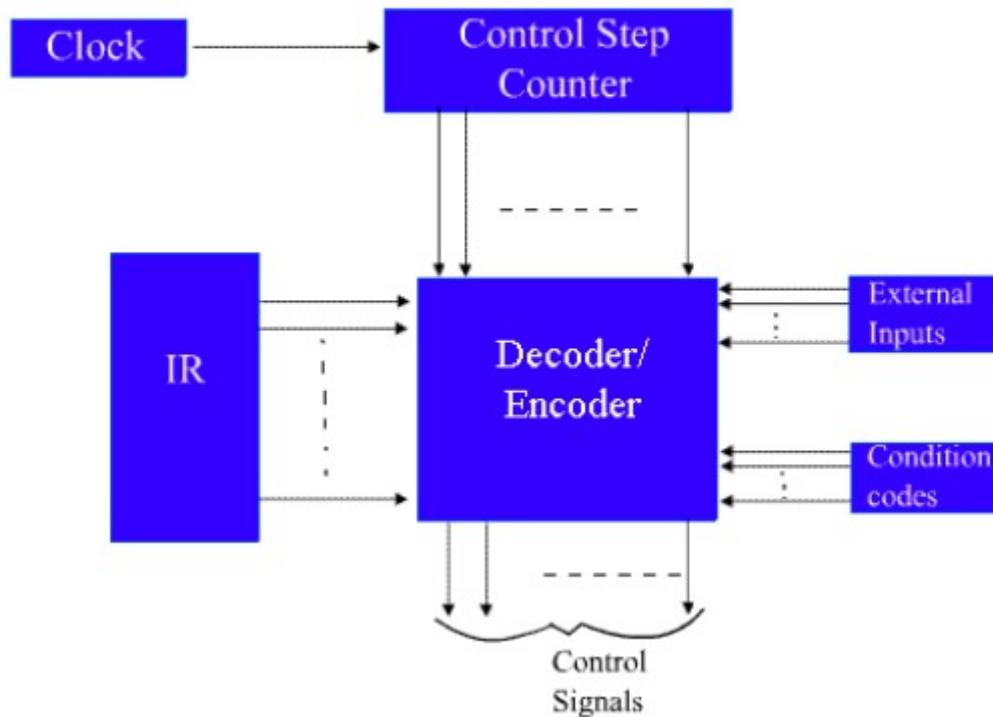 Clock
Control Step
Counter
IR
Decoder/
Encoder
External
Inputs
Condition
codes
Control
Signals